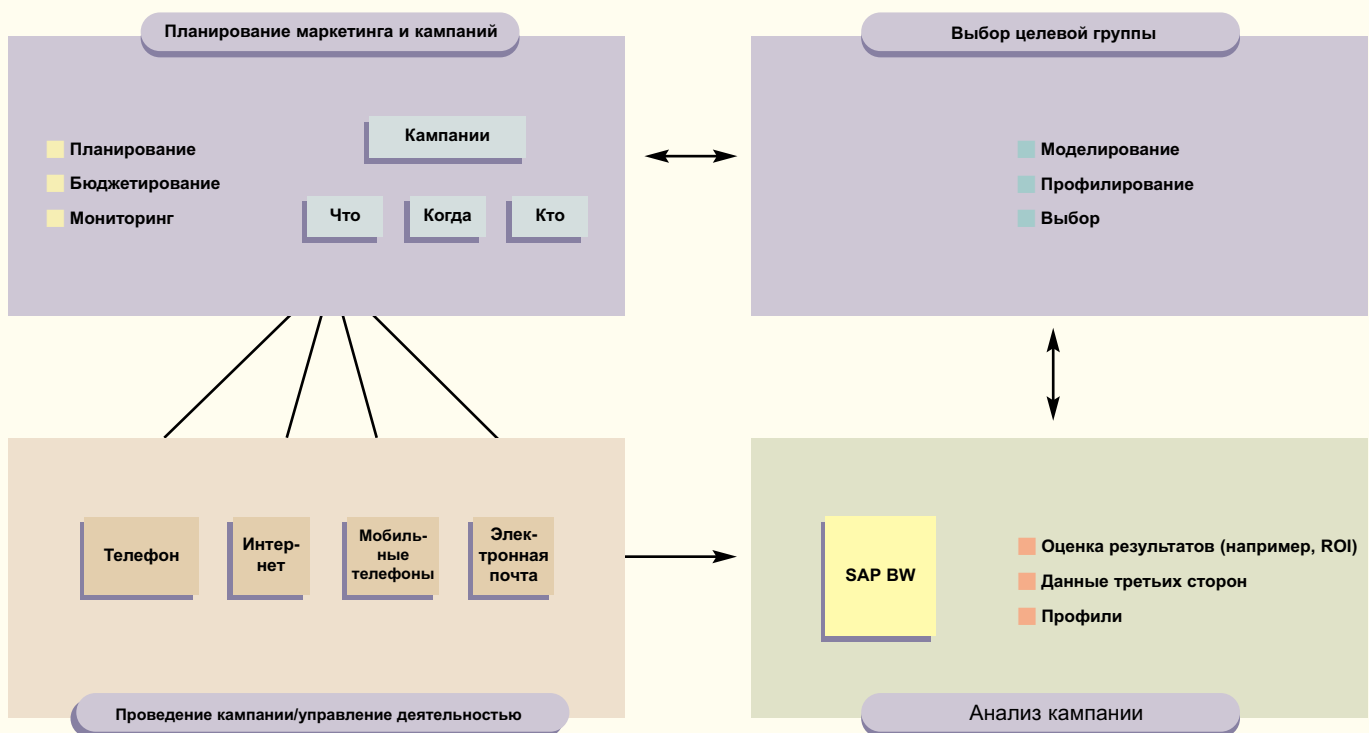 Планирование маркетинга и кампаний
Планирование
Бюджетирование
Мониторинг
Кампании
Что
Когда
Кто
Выбор целевой группы
Моделирование
Профилирование
Выбор
Телефон
Интер-
нет
Мобиль-
ные
телефоны
Элек-
тронная
почта
Проведение кампании/управление деятельностью
SAP BW
Оценка результатов (например, ROI)
Данные третьих сторон
Профили
Анализ кампании